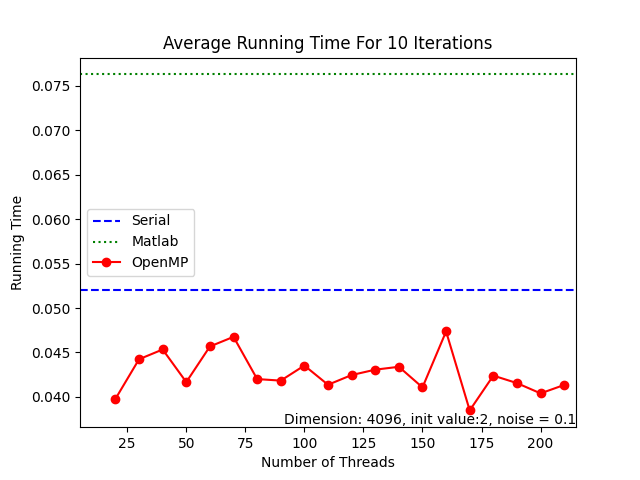 Average Running Time For 10 Iterations
0.075
0.070
0.065
0.060
0.055
0.050
0.045
0.040
Running Time
Serial
Matlab
OpenMP
Dimension: 4096, init value:2, noise = 0.1
25 50 75 100 125 150 175 200
Number of Threads